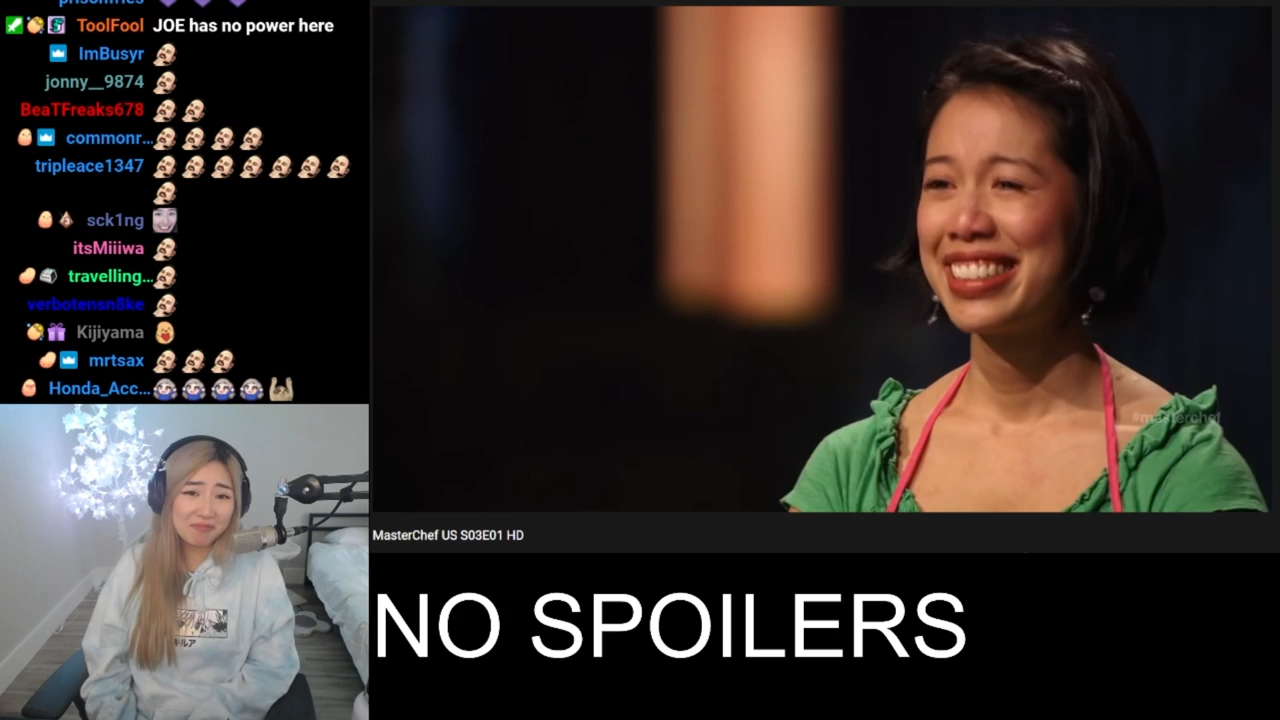 ToolFool JOE has no power here
ImBusyr
jonny__9874
BeaTFreaks678
commonr...
tripleace1347
sck1ng
itsMiiiwa
travelling...
verbotensn8ke
Kijiyama
mrtsax
Honda_Acc...
#masterchef
MasterChef US S03E01 HD
NO SPOILERS